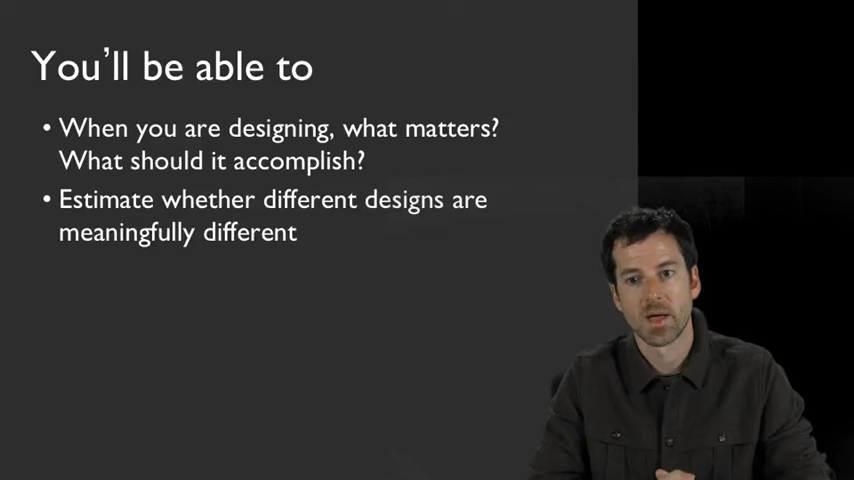 You’ll be able to
• When you are designing, what matters?
What should it accomplish?
• Estimate whether different designs are
meaningfully different